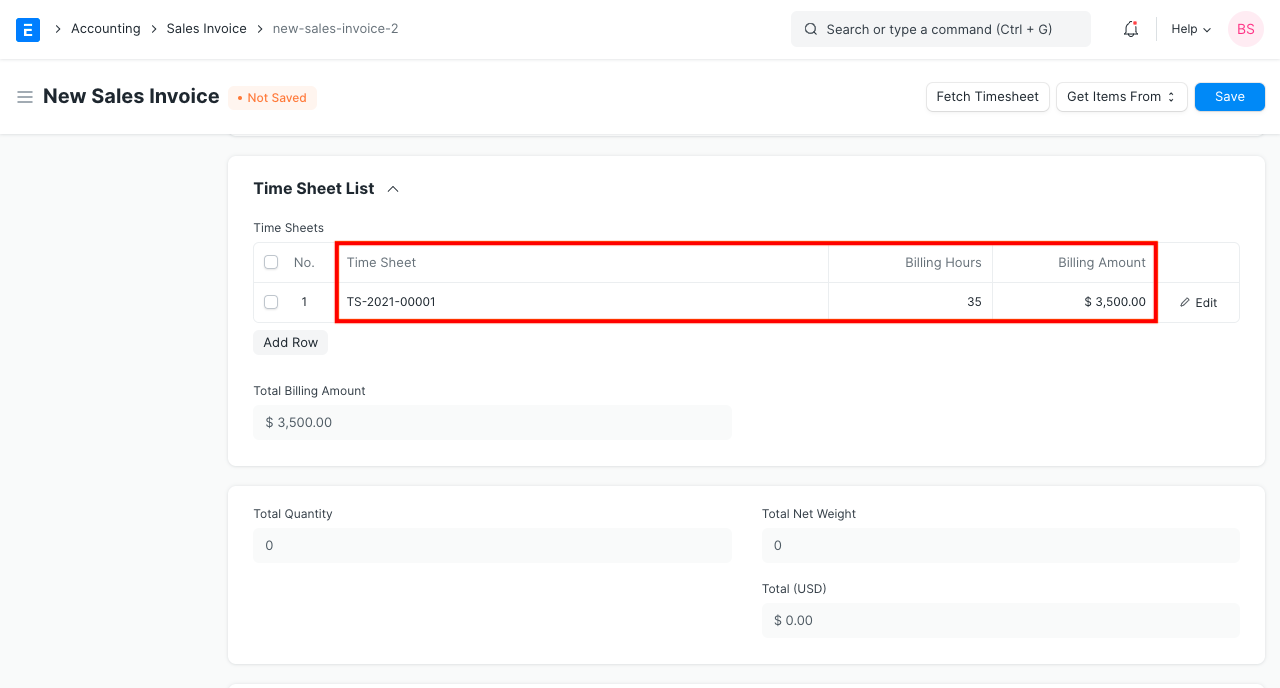 E > Accounting > Sales Invoice > new-sales-invoice-2 Search or type a command (Ctrl + G) Help BS
New Sales Invoice • Not Saved Fetch Timesheet Get Items From Save
Time Sheet List
Time Sheets
No. Time Sheet Billing Hours Billing Amount
1 TS-2021-00001 35 $ 3,500.00 Edit
Add Row
Total Billing Amount
$ 3,500.00
Total Quantity Total Net Weight
0 0
Total (USD)
$ 0.00